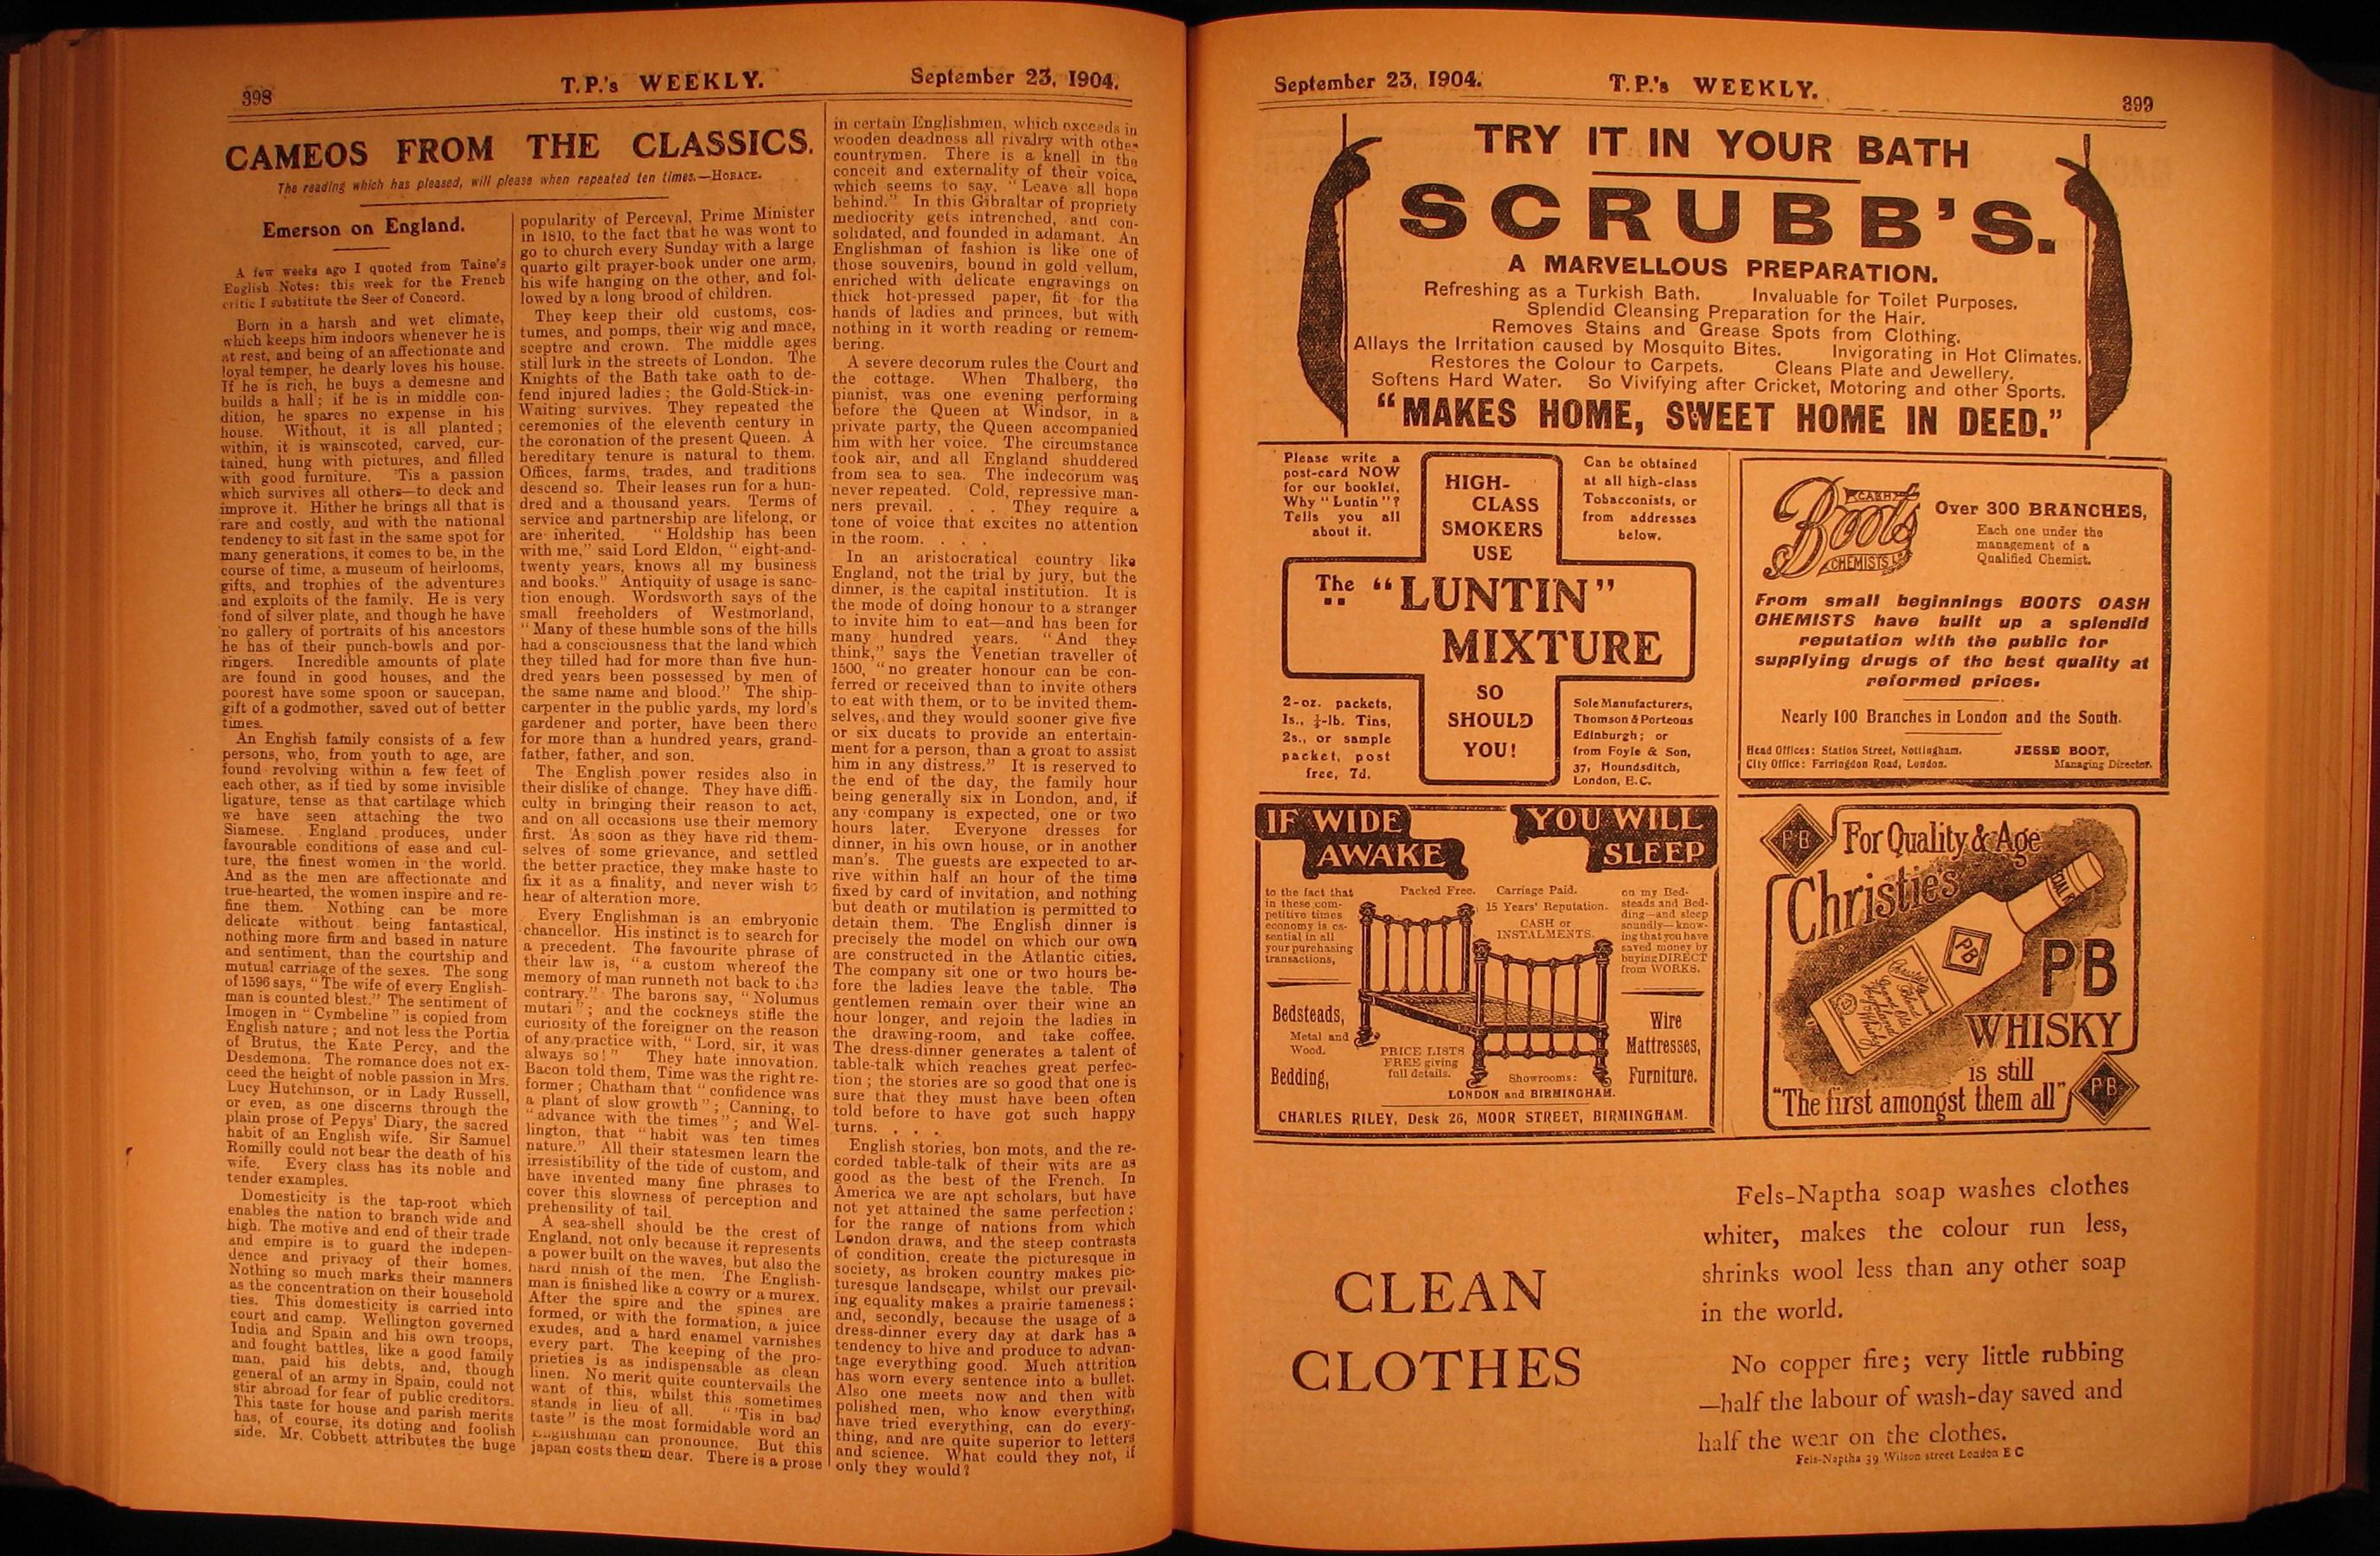 398
T.P.'s WEEKLY.
September 23, 1904.
CAMEOS FROM THE CLASSICS.
The reading which has pleased, will please when repeated ten times.—HORACE.
Emerson on England.
A few weeks ago I quoted from Taine's
English Notes: this week for the French
critic I substitute the Seer of Concord.
Born in a harsh and wet climate,
which keeps him indoors whenever he is
at rest, and being of an affectionate and
loyal temper, he dearly loves his house.
If he is rich, he buys a demesne and
builds a hall; if he is in middle con-
dition, he spares no expense in his
house. Without, it is all planted;
within, it is wainscoted, carved, cur-
tained, hung with pictures, and filled
with good furniture. 'Tis a passion
which survives all others—to deck and
improve it. Hither he brings all that is
rare and costly, and with the national
tendency to sit fast in the same spot for
many generations, it comes to be, in the
course of time, a museum of heirlooms,
gifts, and trophies of the adventures
and exploits of the family. He is very
fond of silver plate, and though he have
no gallery of portraits of his ancestors
he has of their punch-bowls and por-
ringers. Incredible amounts of plate
are found in good houses, and the
poorest have some spoon or saucepan,
gift of a godmother, saved out of better
times.
An English family consists of a few
persons, who, from youth to age, are
found revolving within a few feet of
each other, as if tied by some invisible
ligature, tense as that cartilage which
we have seen attaching the two
Siamese. England produces, under
favourable conditions of ease and cul-
ture, the finest women in the world.
And as the men are affectionate and
true-hearted, the women inspire and re-
fine them. Nothing can be more
delicate without being fantastical,
nothing more firm and based in nature
and sentiment, than the courtship and
mutual carriage of the sexes. The song
of 1596 says, "The wife of every English-
man is counted blest." The sentiment of
Imogen in "Cymbeline" is copied from
English nature; and not less the Portia
of Brutus, the Kate Percy, and the
Desdemona. The romance does not ex-
ceed the height of noble passion in Mrs.
Lucy Hutchinson, or in Lady Russell,
or even, as one discerns through the
plain prose of Pepys' Diary, the sacred
habit of an English wife. Sir Samuel
Romilly could not bear the death of his
wife. Every class has its noble and
tender examples.
Domesticity is the tap-root which
enables the nation to branch wide and
high. The motive and end of their trade
and empire is to guard the indepen-
dence and privacy of their homes.
Nothing so much marks their manners
as the concentration on their household
ties. This domesticity is carried into
court and camp. Wellington governed
India and Spain and his own troops,
and fought battles, like a good family
man, paid his debts, and, though
general of an army in Spain, could not
stir abroad for fear of public creditors.
This taste for house and parish merits
has, of course, its doting and foolish
side. Mr. Cobbett attributes the huge
popularity of Perceval, Prime Minister
in 1810, to the fact that he was wont to
go to church every Sunday with a large
quarto gilt prayer-book under one arm,
his wife hanging on the other, and fol-
lowed by a long brood of children.
They keep their old customs, cos-
tumes, and pomps, their wig and mace,
sceptre and crown. The middle ages
still lurk in the streets of London. The
Knights of the Bath take oath to de-
fend injured ladies; the Gold-Stick-in-
Waiting survives. They repeated the
ceremonies of the eleventh century in
the coronation of the present Queen. A
hereditary tenure is natural to them.
Offices, farms, trades, and traditions
descend so. Their leases run for a hun-
dred and a thousand years. Terms of
service and partnership are lifelong, or
are inherited. "Holdship has been
with me," said Lord Eldon, "eight-and-
twenty years, knows all my business
and books." Antiquity of usage is sanc-
tion enough. Wordsworth says of the
small freeholders of Westmorland,
"Many of these humble sons of the hills
had a consciousness that the land which
they tilled had for more than five hun-
dred years been possessed by men of
the same name and blood." The ship-
carpenter in the public yards, my lord's
gardener and porter, have been there
for more than a hundred years, grand-
father, father, and son.
The English power resides also in
their dislike of change. They have diffi-
culty in bringing their reason to act,
and on all occasions use their memory
first. As soon as they have rid them-
selves of some grievance, and settled
the better practice, they make haste to
fix it as a finality, and never wish to
hear of alteration more.
Every Englishman is an embryonic
chancellor. His instinct is to search for
a precedent. The favourite phrase of
their law is, "a custom whereof the
memory of man runneth not back to the
contrary." The barons say, "Nolumus
mutari"; and the cockneys stifle the
curiosity of the foreigner on the reason
of any practice with, "Lord, sir, it was
always so!" They hate innovation.
Bacon told them, Time was the right re-
former; Chatham that "confidence was
a plant of slow growth"; Canning, to
"advance with the times"; and Wel-
lington, that "habit was ten times
nature." All their statesmen learn the
irresistibility of the tide of custom, and
have invented many fine phrases to
cover this slowness of perception and
prehensility of tail.
A sea-shell should be the crest of
England, not only because it represents
a power built on the waves, but also the
hard finish of the men. The English-
man is finished like a cowry or a murex.
After the spire and the spines are
formed, or with the formation, a juice
exudes, and a hard enamel varnishes
every part. The keeping of the pro-
prieties is as indispensable as clean
linen. No merit quite countervails the
want of this, whilst this sometimes
stands in lieu of all. "'Tis in bad
taste" is the most formidable word an
Englishman can pronounce. But this
japan costs them dear. There is a prose
in certain Englishmen, which exceeds in
wooden deadness all rivalry with other
countrymen. There is a knell in the
conceit and externality of their voice,
which seems to say, "Leave all hope
behind." In this Gibraltar of propriety
mediocrity gets intrenched, and con-
solidated, and founded in adamant. An
Englishman of fashion is like one of
those souvenirs, bound in gold vellum,
enriched with delicate engravings on
thick hot-pressed paper, fit for the
hands of ladies and princes, but with
nothing in it worth reading or remem-
bering.
A severe decorum rules the Court and
the cottage. When Thalberg, the
pianist, was one evening performing
before the Queen at Windsor, in a
private party, the Queen accompanied
him with her voice. The circumstance
took air, and all England shuddered
from sea to sea. The indecorum was
never repeated. Cold, repressive man-
ners prevail. . . . They require a
tone of voice that excites no attention
in the room. . . .
In an aristocratical country like
England, not the trial by jury, but the
dinner, is the capital institution. It is
the mode of doing honour to a stranger
to invite him to eat—and has been for
many hundred years. "And they
think," says the Venetian traveller of
1500, "no greater honour can be con-
ferred or received than to invite others
to eat with them, or to be invited them-
selves, and they would sooner give five
or six ducats to provide an entertain-
ment for a person, than a groat to assist
him in any distress." It is reserved to
the end of the day, the family hour
being generally six in London, and, if
any company is expected, one or two
hours later. Everyone dresses for
dinner, in his own house, or in another
man's. The guests are expected to ar-
rive within half an hour of the time
fixed by card of invitation, and nothing
but death or mutilation is permitted to
detain them. The English dinner is
precisely the model on which our own
are constructed in the Atlantic cities.
The company sit one or two hours be-
fore the ladies leave the table. The
gentlemen remain over their wine an
hour longer, and rejoin the ladies in
the drawing-room, and take coffee.
The dress-dinner generates a talent of
table-talk which reaches great perfec-
tion; the stories are so good that one is
sure that they must have been often
told before to have got such happy
turns. . . .
English stories, bon mots, and the re-
corded table-talk of their wits are as
good as the best of the French. In
America we are apt scholars, but have
not yet attained the same perfection:
for the range of nations from which
London draws, and the steep contrasts
of condition, create the picturesque in
society, as broken country makes pic-
turesque landscape, whilst our prevail-
ing equality makes a prairie tameness;
and, secondly, because the usage of a
dress-dinner every day at dark has a
tendency to hive and produce to advan-
tage everything good. Much attrition
has worn every sentence into a bullet.
Also one meets now and then with
polished men, who know everything,
have tried everything, can do every-
thing, and are quite superior to letters
and science. What could they not, if
only they would?
September 23, 1904.
T.P.'s WEEKLY.
399
TRY IT IN YOUR BATH
SCRUBB'S.
A MARVELLOUS PREPARATION.
Refreshing as a Turkish Bath. Invaluable for Toilet Purposes.
Splendid Cleansing Preparation for the Hair.
Removes Stains and Grease Spots from Clothing.
Allays the Irritation caused by Mosquito Bites. Invigorating in Hot Climates.
Restores the Colour to Carpets. Cleans Plate and Jewellery.
Softens Hard Water. So Vivifying after Cricket, Motoring and other Sports.
"MAKES HOME, SWEET HOME IN DEED."
Please write a
post-card NOW
for our booklet,
Why "Luntin"?
Tells you all
about it.
HIGH-
CLASS
SMOKERS
USE
Can be obtained
at all high-class
Tobacconists, or
from addresses
below.
The "LUNTIN"
MIXTURE
2-oz. packets,
1s., ¼-lb. Tins,
2s., or sample
packet, post
free, 7d.
SO
SHOULD
YOU!
Sole Manufacturers,
Thomson & Porteous
Edinburgh; or
from Foyle & Son,
37, Houndsditch,
London, E.C.
Boots
CASH
CHEMISTS LD
Over 300 BRANCHES,
Each one under the
management of a
Qualified Chemist.
From small beginnings BOOTS CASH
CHEMISTS have built up a splendid
reputation with the public for
supplying drugs of the best quality at
reformed prices.
Nearly 100 Branches in London and the South.
Head Offices: Station Street, Nottingham.
City Office: Farringdon Road, London.
JESSE BOOT,
Managing Director.
IF WIDE
AWAKE
YOU WILL
SLEEP
to the fact that
in these com-
petitive times
economy is es-
sential in all
your purchasing
transactions,
Packed Free. Carriage Paid.
15 Years' Reputation.
CASH or
INSTALMENTS.
on my Bed-
steads and Bed-
ding—and sleep
soundly—know-
ing that you have
saved money by
buying DIRECT
from WORKS.
Bedsteads,
Metal and
Wood.
Bedding,
PRICE LISTS
FREE giving
full details.
Showrooms:
LONDON and BIRMINGHAM.
Wire
Mattresses,
Furniture.
CHARLES RILEY, Desk 26, MOOR STREET, BIRMINGHAM.
PB
For Quality & Age
Christie's
PB
PB
WHISKY
is still
"The first amongst them all"
PB
CLEAN
CLOTHES
Fels-Naptha soap washes clothes
whiter, makes the colour run less,
shrinks wool less than any other soap
in the world.
No copper fire; very little rubbing
—half the labour of wash-day saved and
half the wear on the clothes.
Fels-Naptha 39 Wilson street London E C